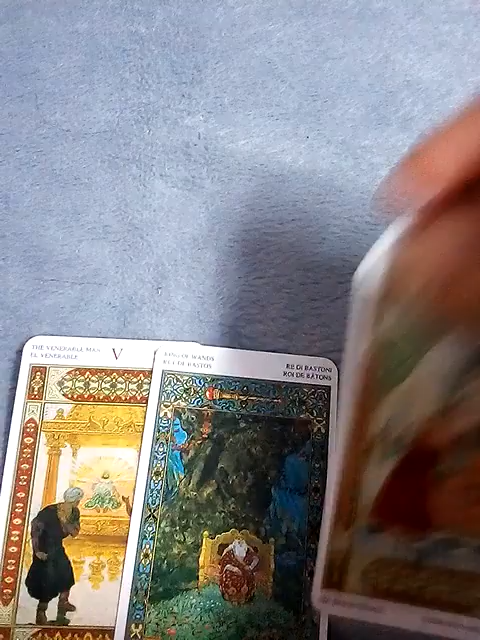 THE VENERABLE MAN
EL VENERABLE
V
KING OF WANDS
REY DE BASTOS
RE DI BASTONI
ROI DE BÂTONS